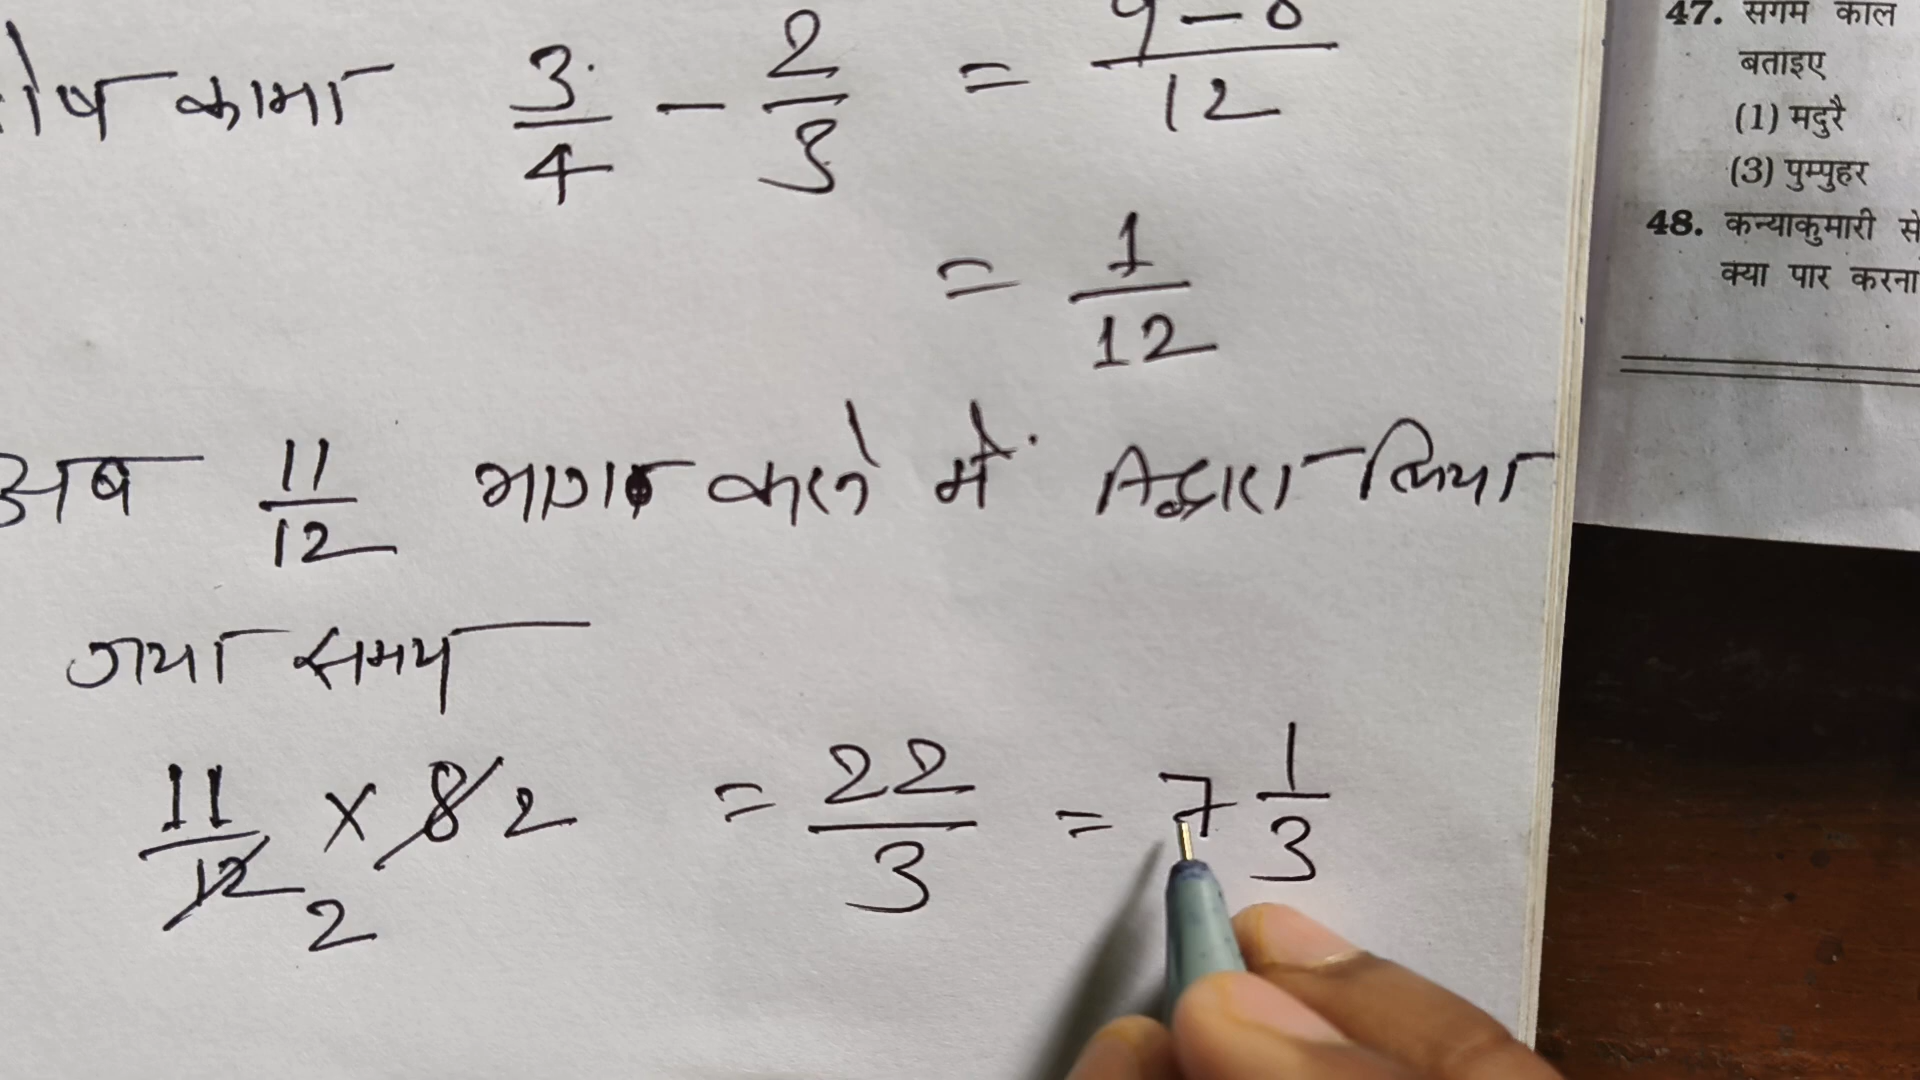 शेष काम 3/4 - 2/3 = 9-8/12
= 1/12
अब 11/12 भाग करने में द्वारा लिया
गया समय
11/12 2 × 8 2 = 22/3 = 7 1/3
47. संगम काल
बताइए
(1) मदुरै
(3) पुम्पुहर
48. कन्याकुमारी से
क्या पार करना